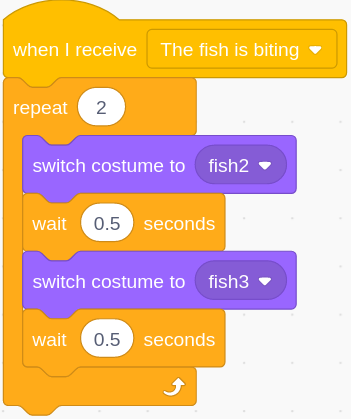 when I receive The fish is biting
repeat 2
switch costume to fish2
wait 0.5 seconds
switch costume to fish3
wait 0.5 seconds